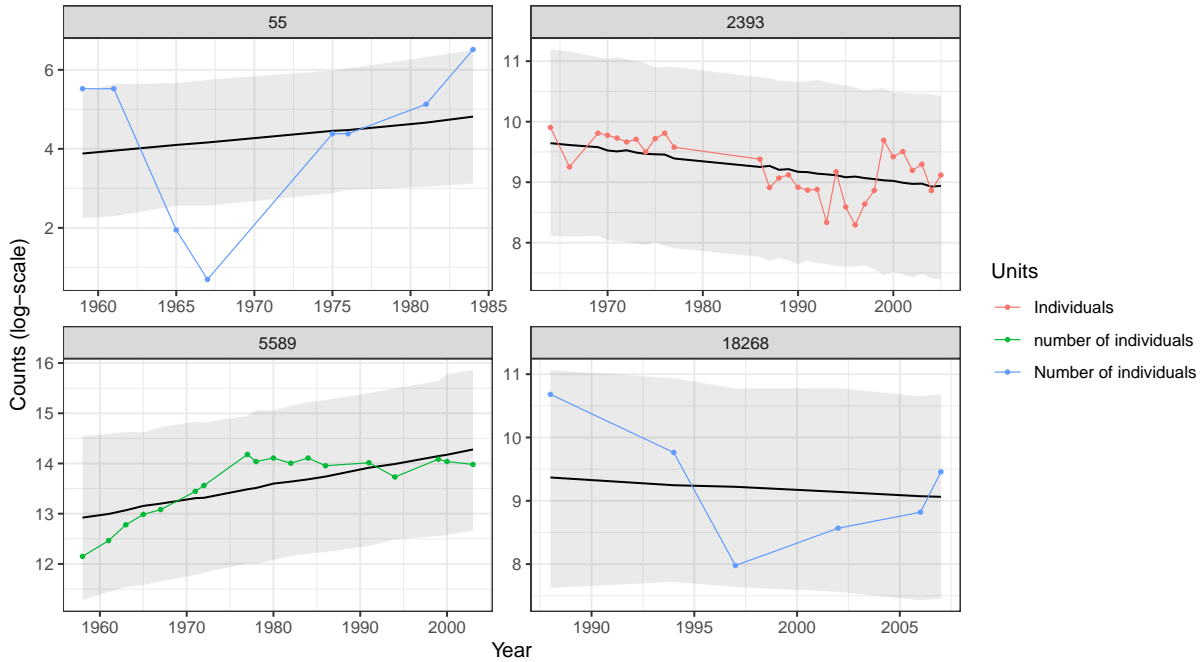 55
2393
6
4
2
1960 1965 1970 1975 1980 1985
11
10
9
8
1970 1980 1990 2000
5589
18268
16
15
14
13
12
1960 1970 1980 1990 2000
11
10
9
8
1990 1995 2000 2005
Counts (log−scale)
Year
Units
Individuals
number of individuals
Number of individuals